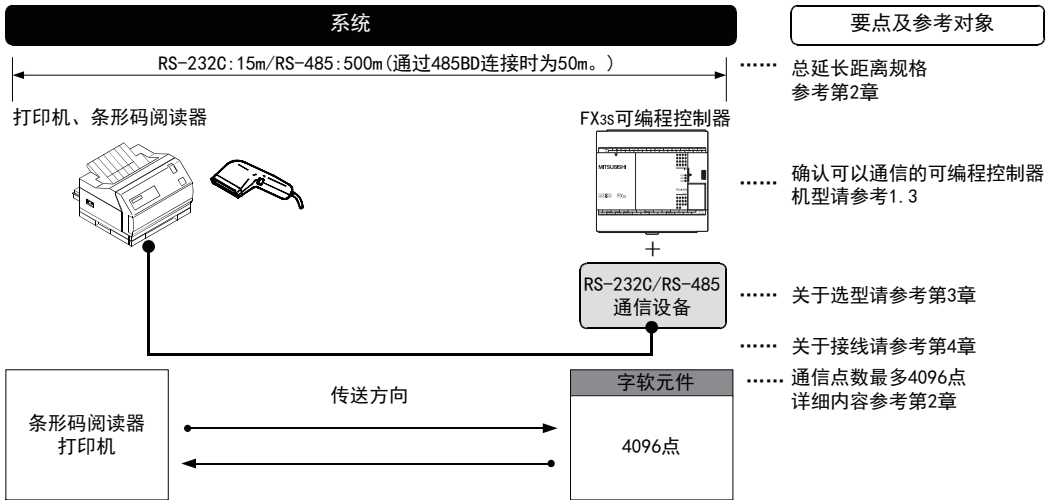 系统
要点及参考对象
RS-232C:15m/RS-485:500m(通过485BD连接时为50m。)
…… 总延长距离规格
参考第2章
打印机、条形码阅读器
FX3S可编程控制器
MITSUBISHI
…… 确认可以通信的可编程控制器
机型请参考1.3
+
RS-232C/RS-485
通信设备
…… 关于选型请参考第3章
…… 关于接线请参考第4章
…… 通信点数最多4096点
详细内容参考第2章
条形码阅读器
打印机
传送方向
字软元件
4096点